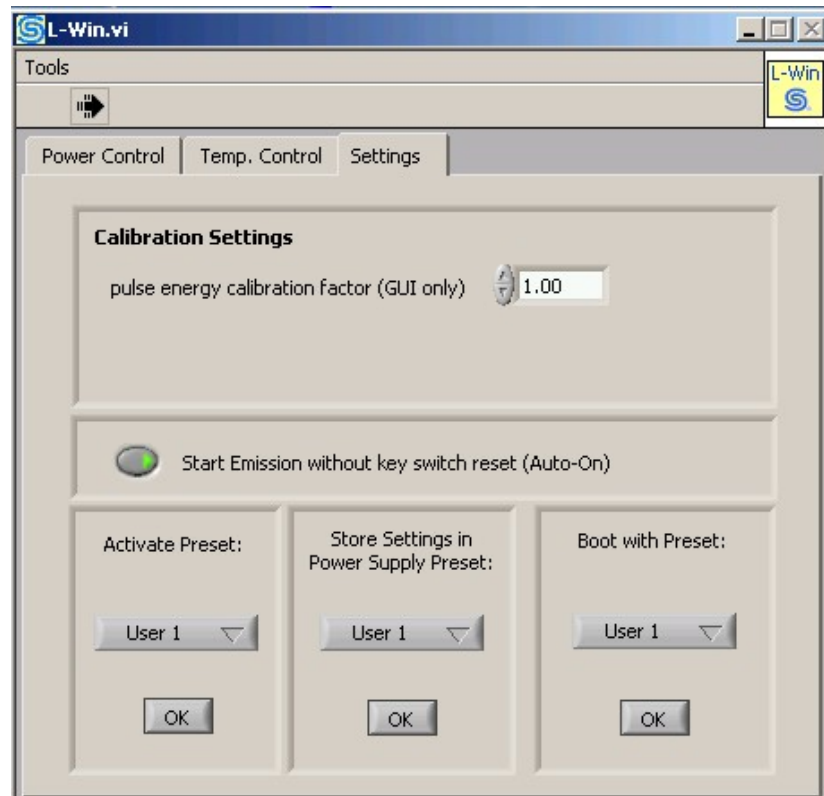 L-Win.vi
Tools
L-Win
Power Control
Temp. Control
Settings
Calibration Settings
pulse energy calibration factor (GUI only)
1.00
Start Emission without key switch reset (Auto-On)
Activate Preset:
User 1
OK
Store Settings in
Power Supply Preset:
User 1
OK
Boot with Preset:
User 1
OK